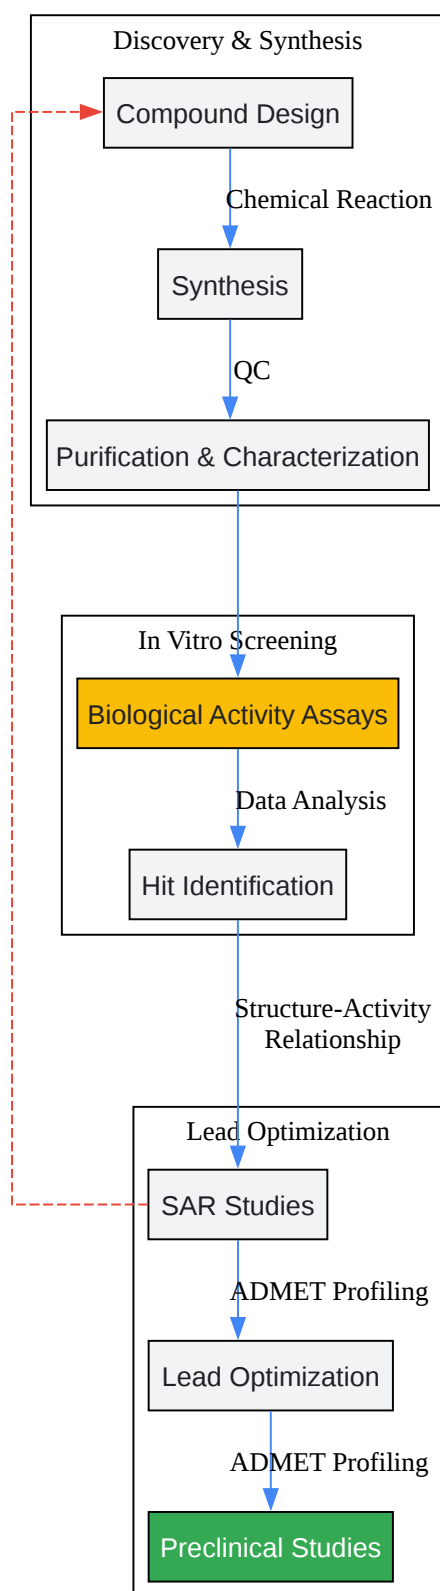 Discovery & Synthesis
Compound Design
Chemical Reaction
Synthesis
QC
Purification & Characterization
In Vitro Screening
Biological Activity Assays
Data Analysis
Hit Identification
Structure-Activity
Relationship
Lead Optimization
SAR Studies
ADMET Profiling
Lead Optimization
ADMET Profiling
Preclinical Studies